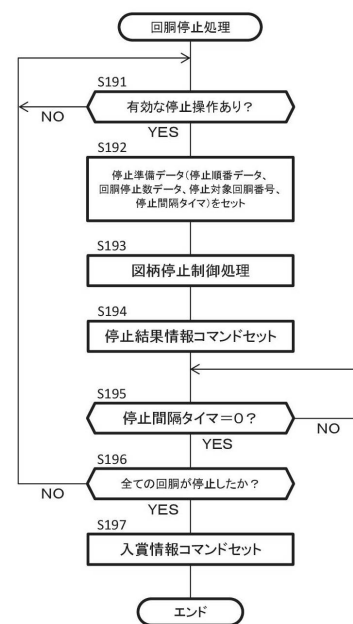 回胴停止処理
S191
有効な停止操作あり？
NO
YES
S192
停止準備データ(停止順番データ、
回胴停止数データ、停止対象回胴番号、
停止間隔タイマ)をセット
S193
図柄停止制御処理
S194
停止結果情報コマンドセット
S195
停止間隔タイマ＝0？
NO
YES
S196
全ての回胴が停止したか？
NO
YES
S197
入賞情報コマンドセット
エンド